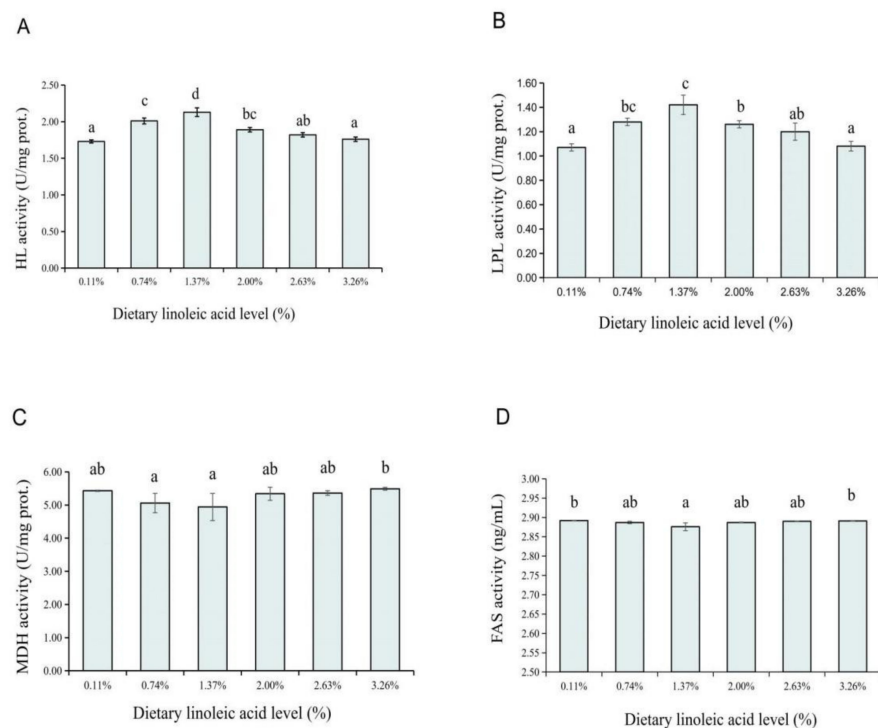 A
HL activity (U/mg prot.)
2.50
2.00
1.50
1.00
0.50
0.00
a
c
d
bc
ab
a
0.11% 0.74% 1.37% 2.00% 2.63% 3.26%
Dietary linoleic acid level (%)
B
LPL activity (U/mg prot.)
1.60
1.40
1.20
1.00
0.80
0.60
0.40
0.20
0.00
a
bc
c
b
ab
a
0.11% 0.74% 1.37% 2.00% 2.63% 3.26%
Dietary linoleic acid level (%)
C
MDH activity (U/mg prot.)
6.00
5.00
4.00
3.00
2.00
1.00
0.00
ab
a
a
ab
ab
b
0.11% 0.74% 1.37% 2.00% 2.63% 3.26%
Dietary linoleic acid level (%)
D
FAS activity (ng/mL)
3.00
2.95
2.90
2.85
2.80
2.75
2.70
2.65
2.60
2.55
2.50
b
ab
a
ab
ab
b
0.11% 0.74% 1.37% 2.00% 2.63% 3.26%
Dietary linoleic acid level (%)